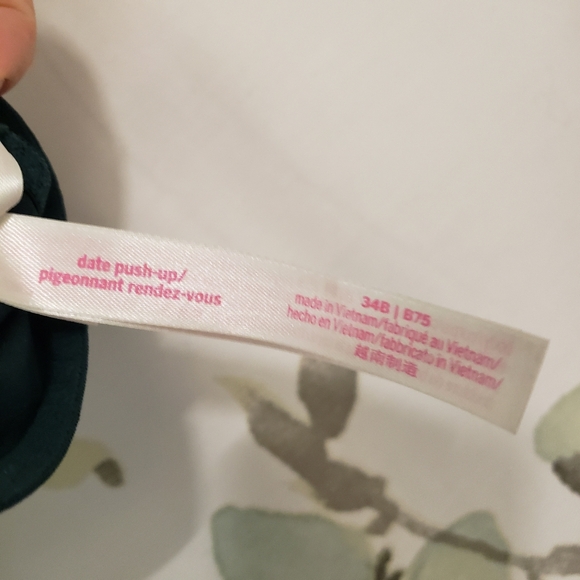 date push-up/
pigeonnant rendez-vous
34B | B75
made in Vietnam/fabriqué au Vietnam/
hecho en Vietnam/fabbricato in Vietnam/
越南制造